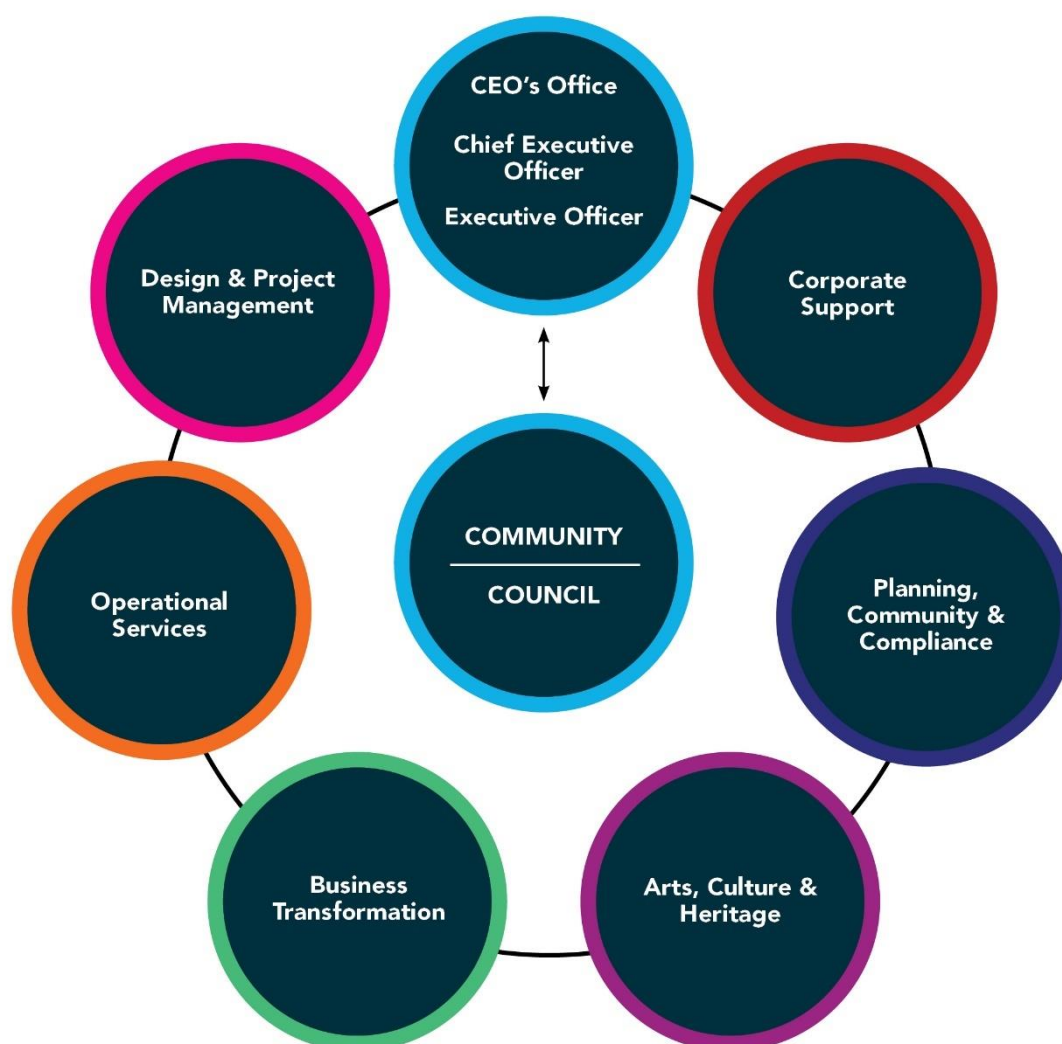 CEO's Office
Chief Executive
Officer
Executive Officer
Design & Project
Management
Corporate
Support
COMMUNITY
COUNCIL
Operational
Services
Planning,
Community &
Compliance
Business
Transformation
Arts, Culture &
Heritage